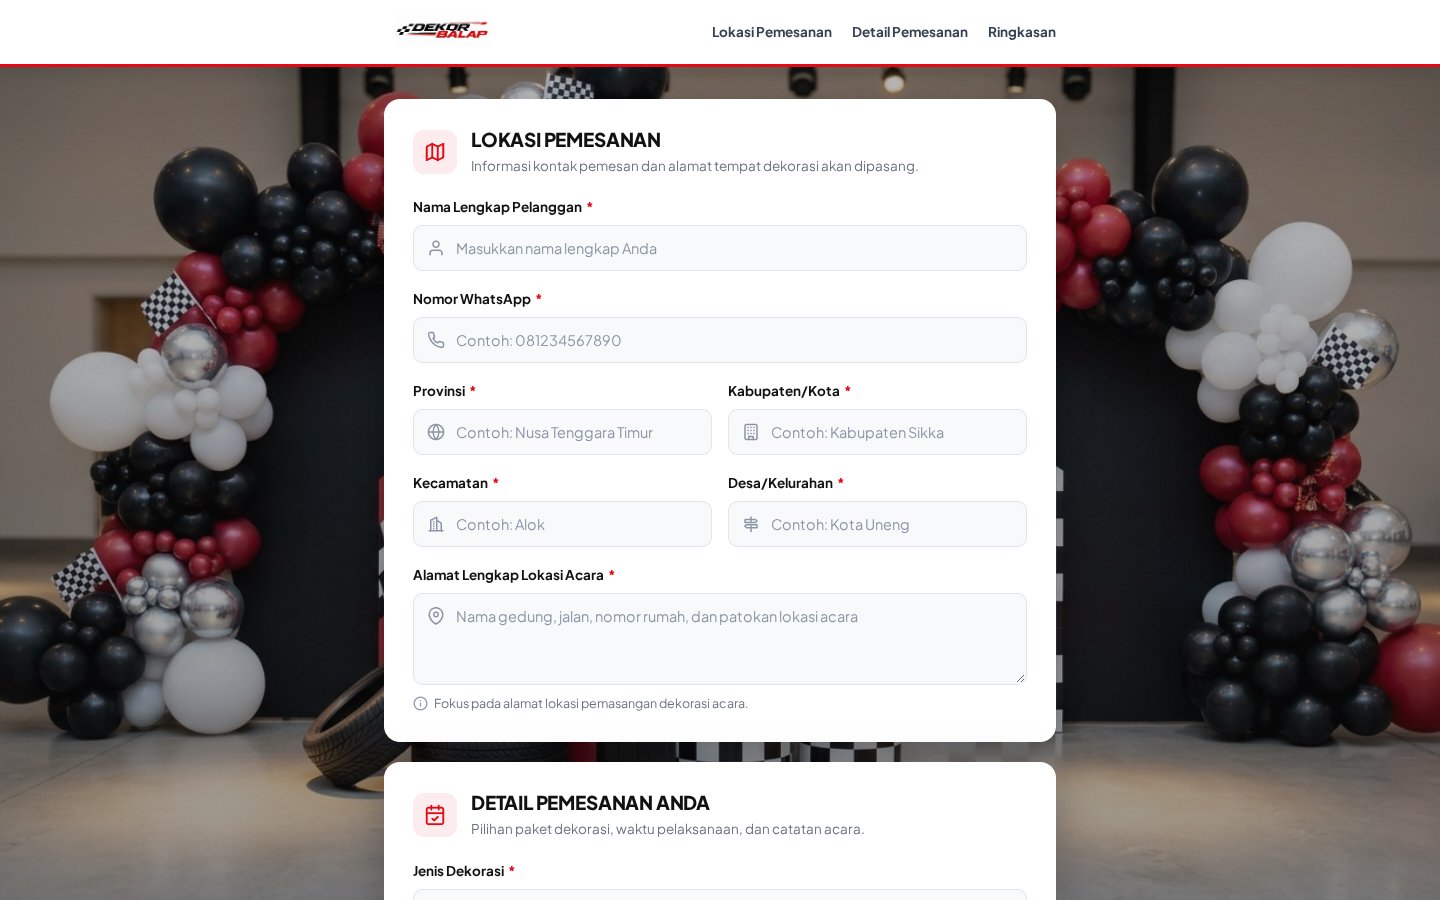 DEKOR
BALAP
Lokasi Pemesanan
Detail Pemesanan
Ringkasan
LOKASI PEMESANAN
Informasi kontak pemesan dan alamat tempat dekorasi akan dipasang.
Nama Lengkap Pelanggan *
Masukkan nama lengkap Anda
Nomor WhatsApp *
Contoh: 081234567890
Provinsi *
Contoh: Nusa Tenggara Timur
Kabupaten/Kota *
Contoh: Kabupaten Sikka
Kecamatan *
Contoh: Alok
Desa/Kelurahan *
Contoh: Kota Uneng
Alamat Lengkap Lokasi Acara *
Nama gedung, jalan, nomor rumah, dan patokan lokasi acara
Fokus pada alamat lokasi pemasangan dekorasi acara.
DETAIL PEMESANAN ANDA
Pilihan paket dekorasi, waktu pelaksanaan, dan catatan acara.
Jenis Dekorasi *